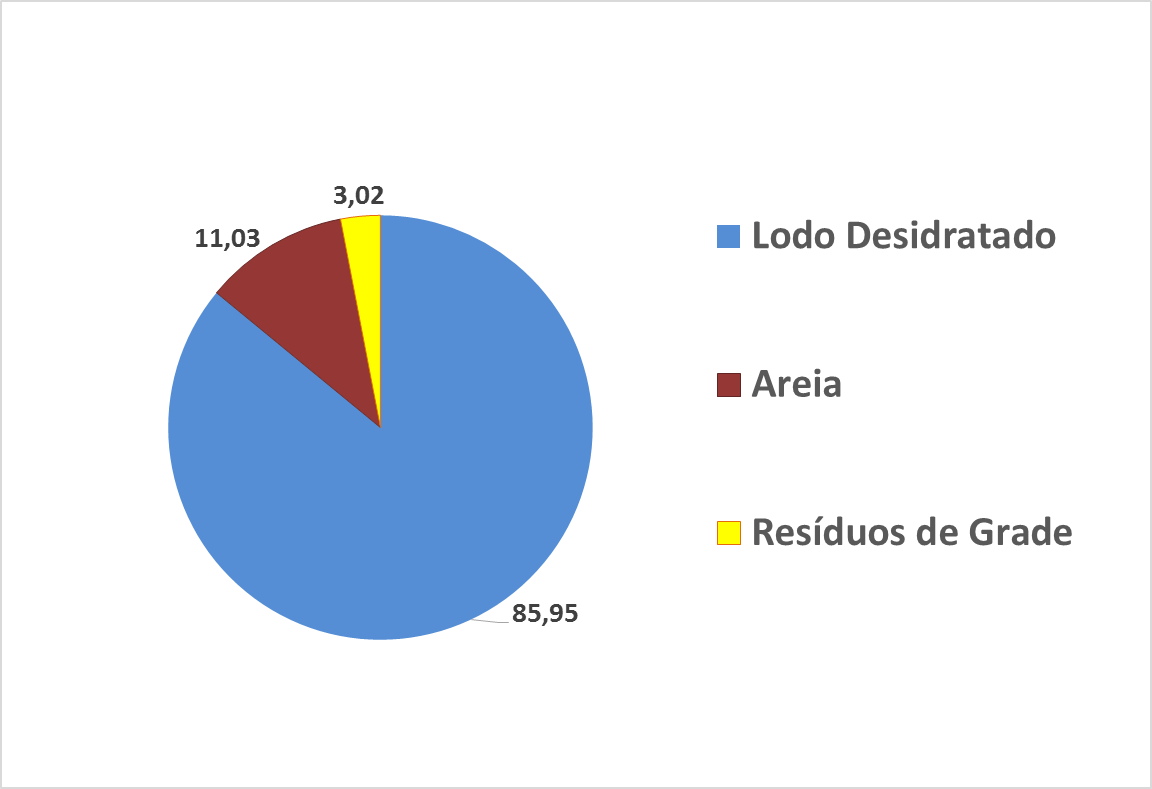 3,02
11,03
85,95
Lodo Desidratado
Areia
Resíduos de Grade